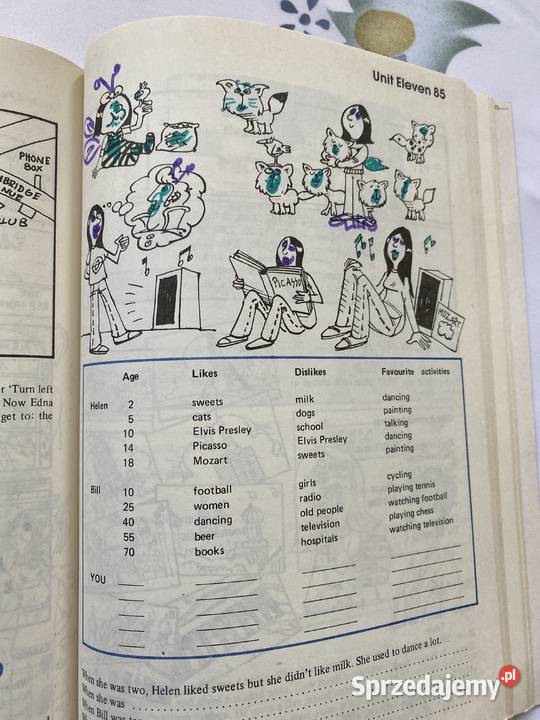 Unit Eleven 85
PHONE
BOX
CLUB
PICASSO
MOZART
Age Likes Dislikes Favourite activities
Helen 2 sweets milk dancing
5 cats dogs painting
10 Elvis Presley school talking
14 Picasso Elvis Presley dancing
18 Mozart sweets painting
Bill 10 football girls cycling
25 women radio playing tennis
40 dancing old people watching football
55 beer television playing chess
70 books hospitals watching television
YOU
'Turn left
Now Edna
get to: the
When she was two, Helen liked sweets but she didn't like milk. She used to dance a lot.
When she was
When Bill was
Sprzedajemy.pl